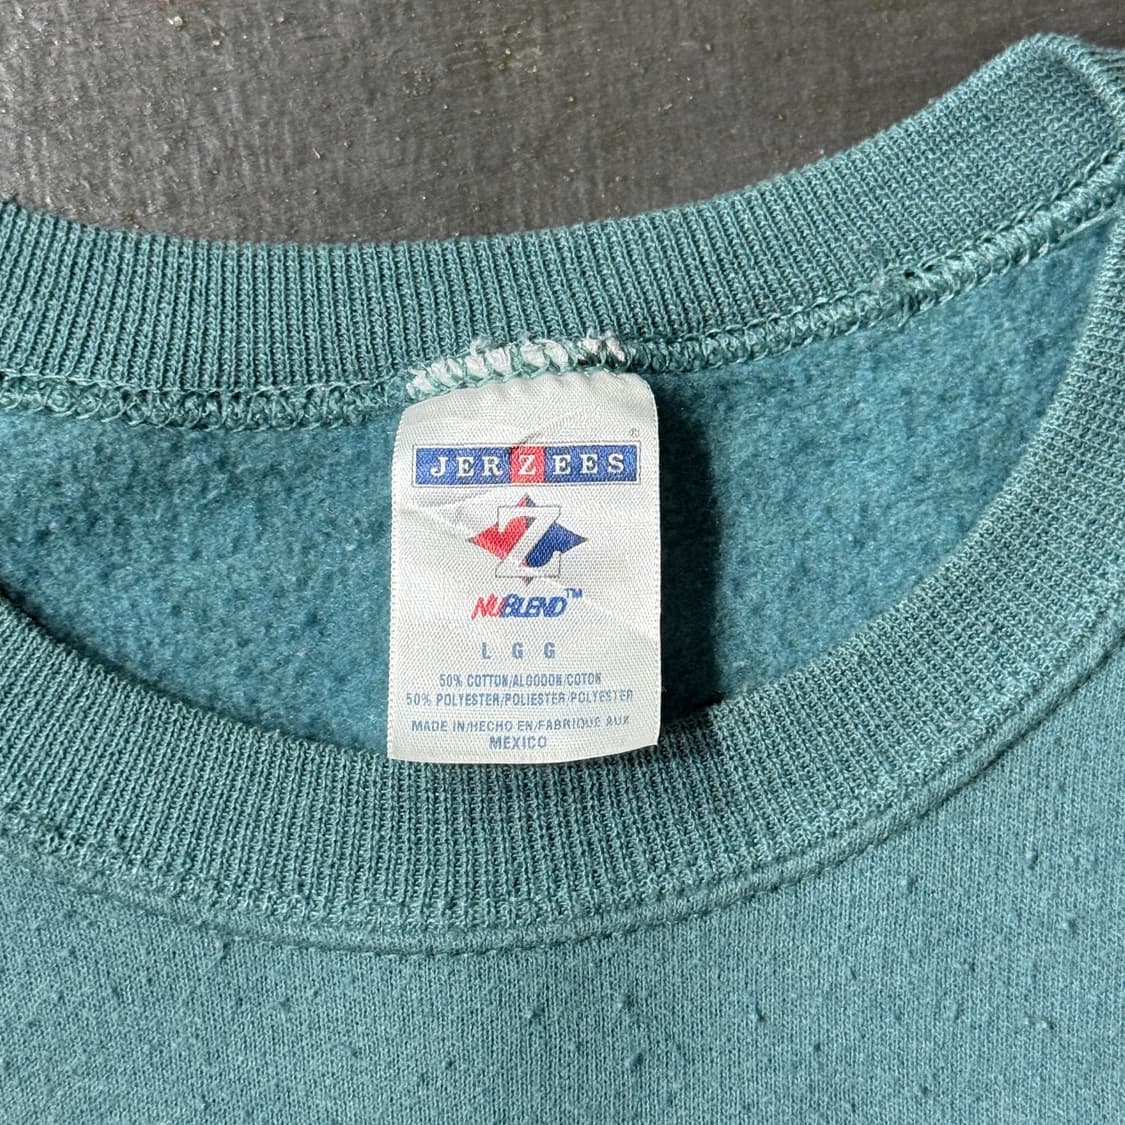 JERZEES®
Z
NUBLEND™
L G G
50% COTTON/ALGODON/COTON
50% POLYESTER/POLIESTER/POLYESTER
MADE IN/HECHO EN/FABRIQUE AUX
MEXICO